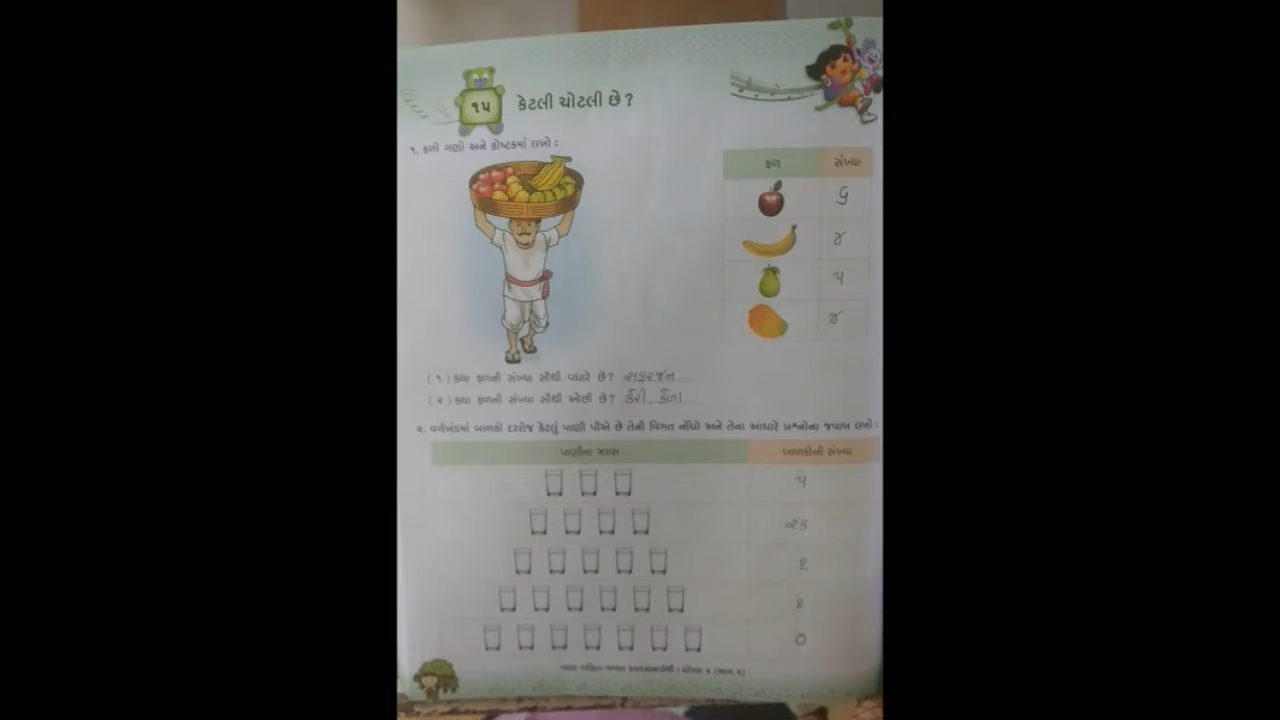 ૧૫ કેટલી ચોટલી છે ?
૧. ફળો ગણો અને કોષ્ટકમાં લખો :
ફળ સંખ્યા
૬
૪
૫
૪
(૧) કયા ફળની સંખ્યા સૌથી વધારે છે? સફરજન
(૨) કયા ફળની સંખ્યા સૌથી ઓછી છે? કેરી, કેળા
૨. વર્ગખંડમાં બાળકો દરરોજ કેટલું પાણી પીએ છે તેની વિગત નોંધો અને તેના આધારે પ્રશ્નોના જવાબ લખો :
પાણીના ગ્લાસ બાળકોની સંખ્યા
૫
૨૩
૦